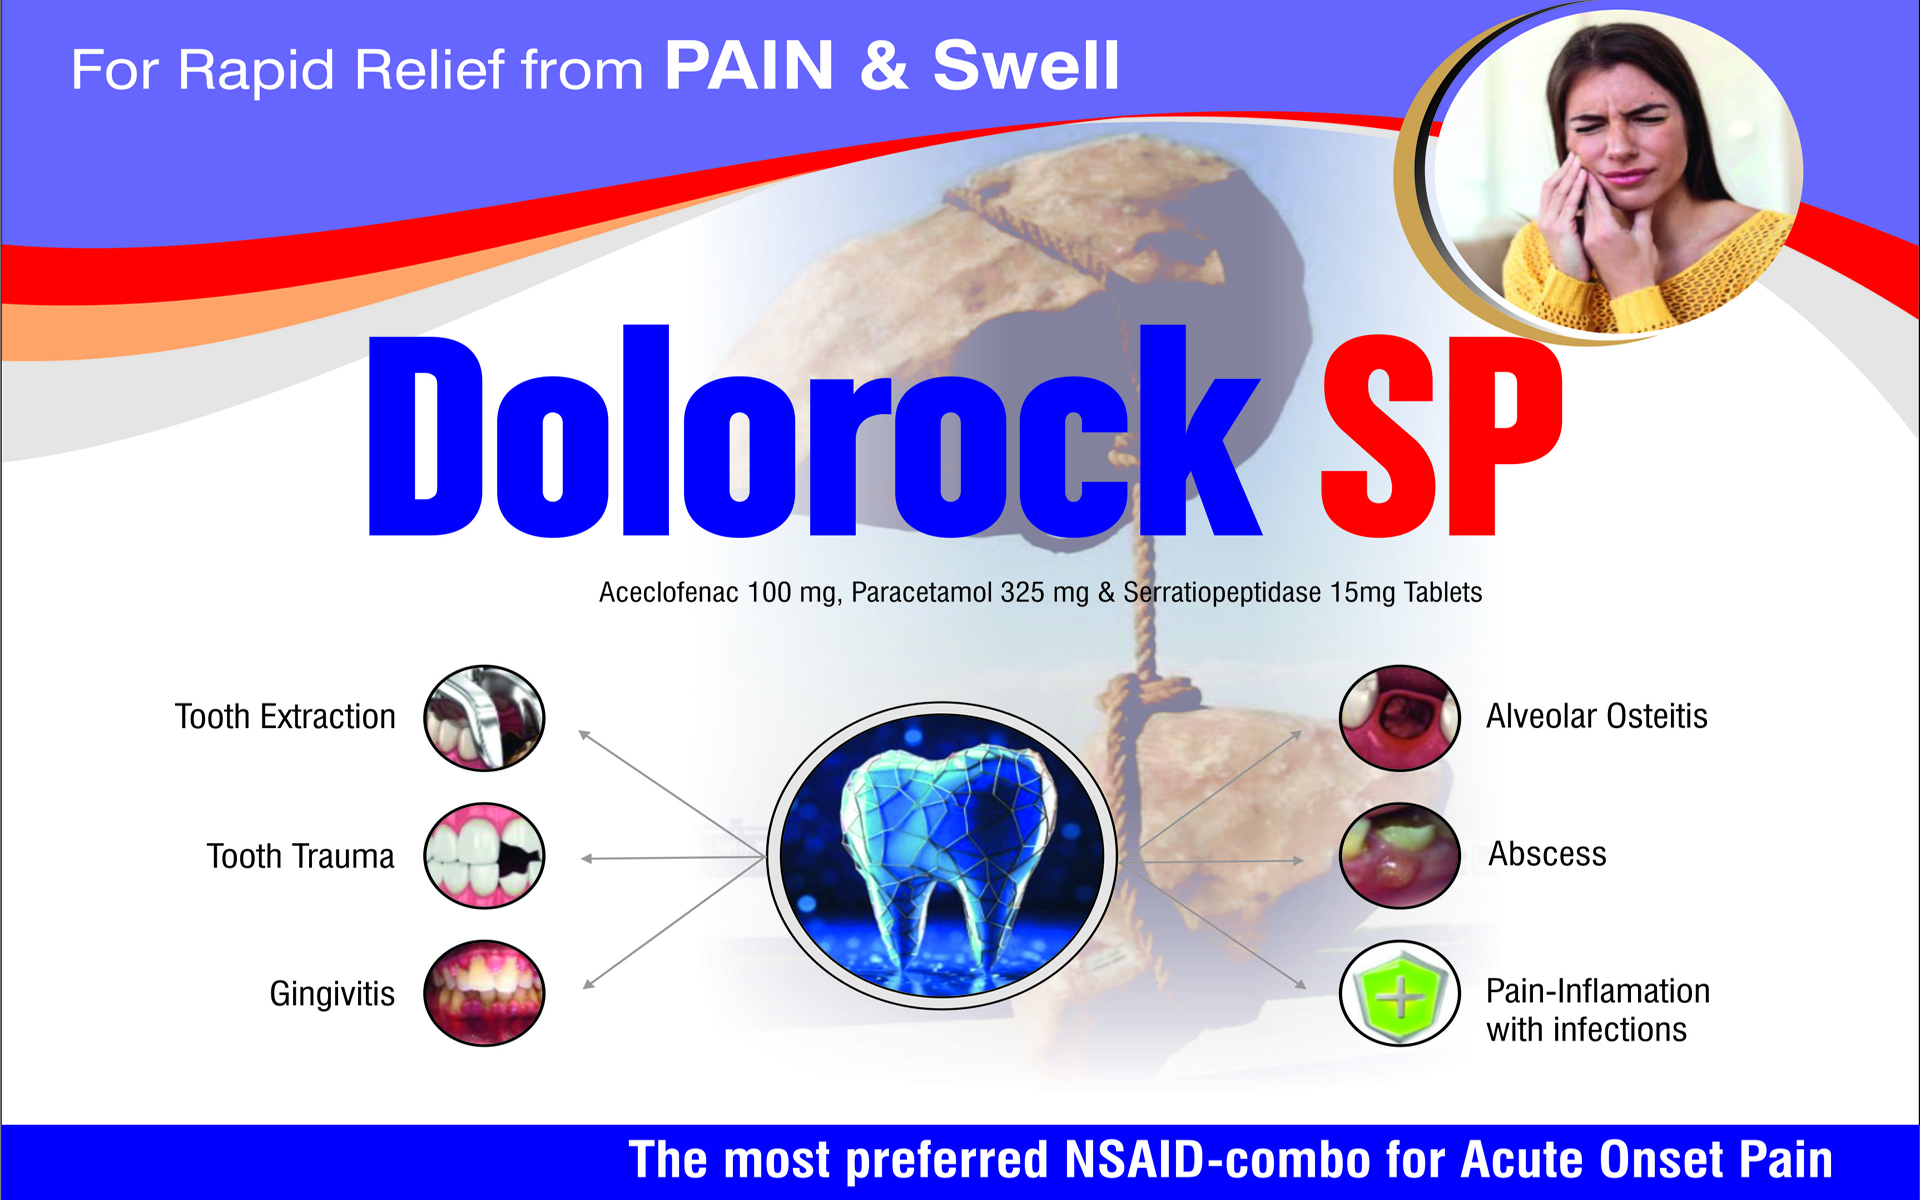 For Rapid Relief from PAIN & Swell
Dolorock SP
Aceclofenac 100 mg, Paracetamol 325 mg & Serratiopeptidase 15mg Tablets
Tooth Extraction
Tooth Trauma
Gingivitis
Alveolar Osteitis
Abscess
Pain-Inflamation
with infections
The most preferred NSAID-combo for Acute Onset Pain